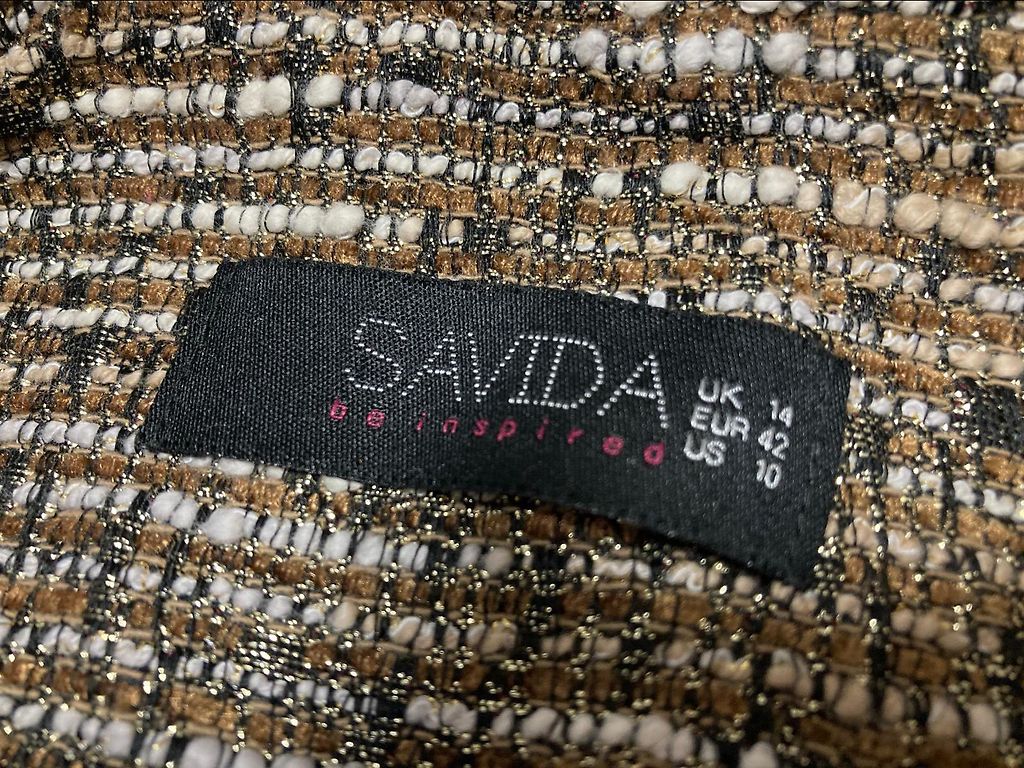 SAVIDA
be inspired
UK 14
EUR 42
US 10